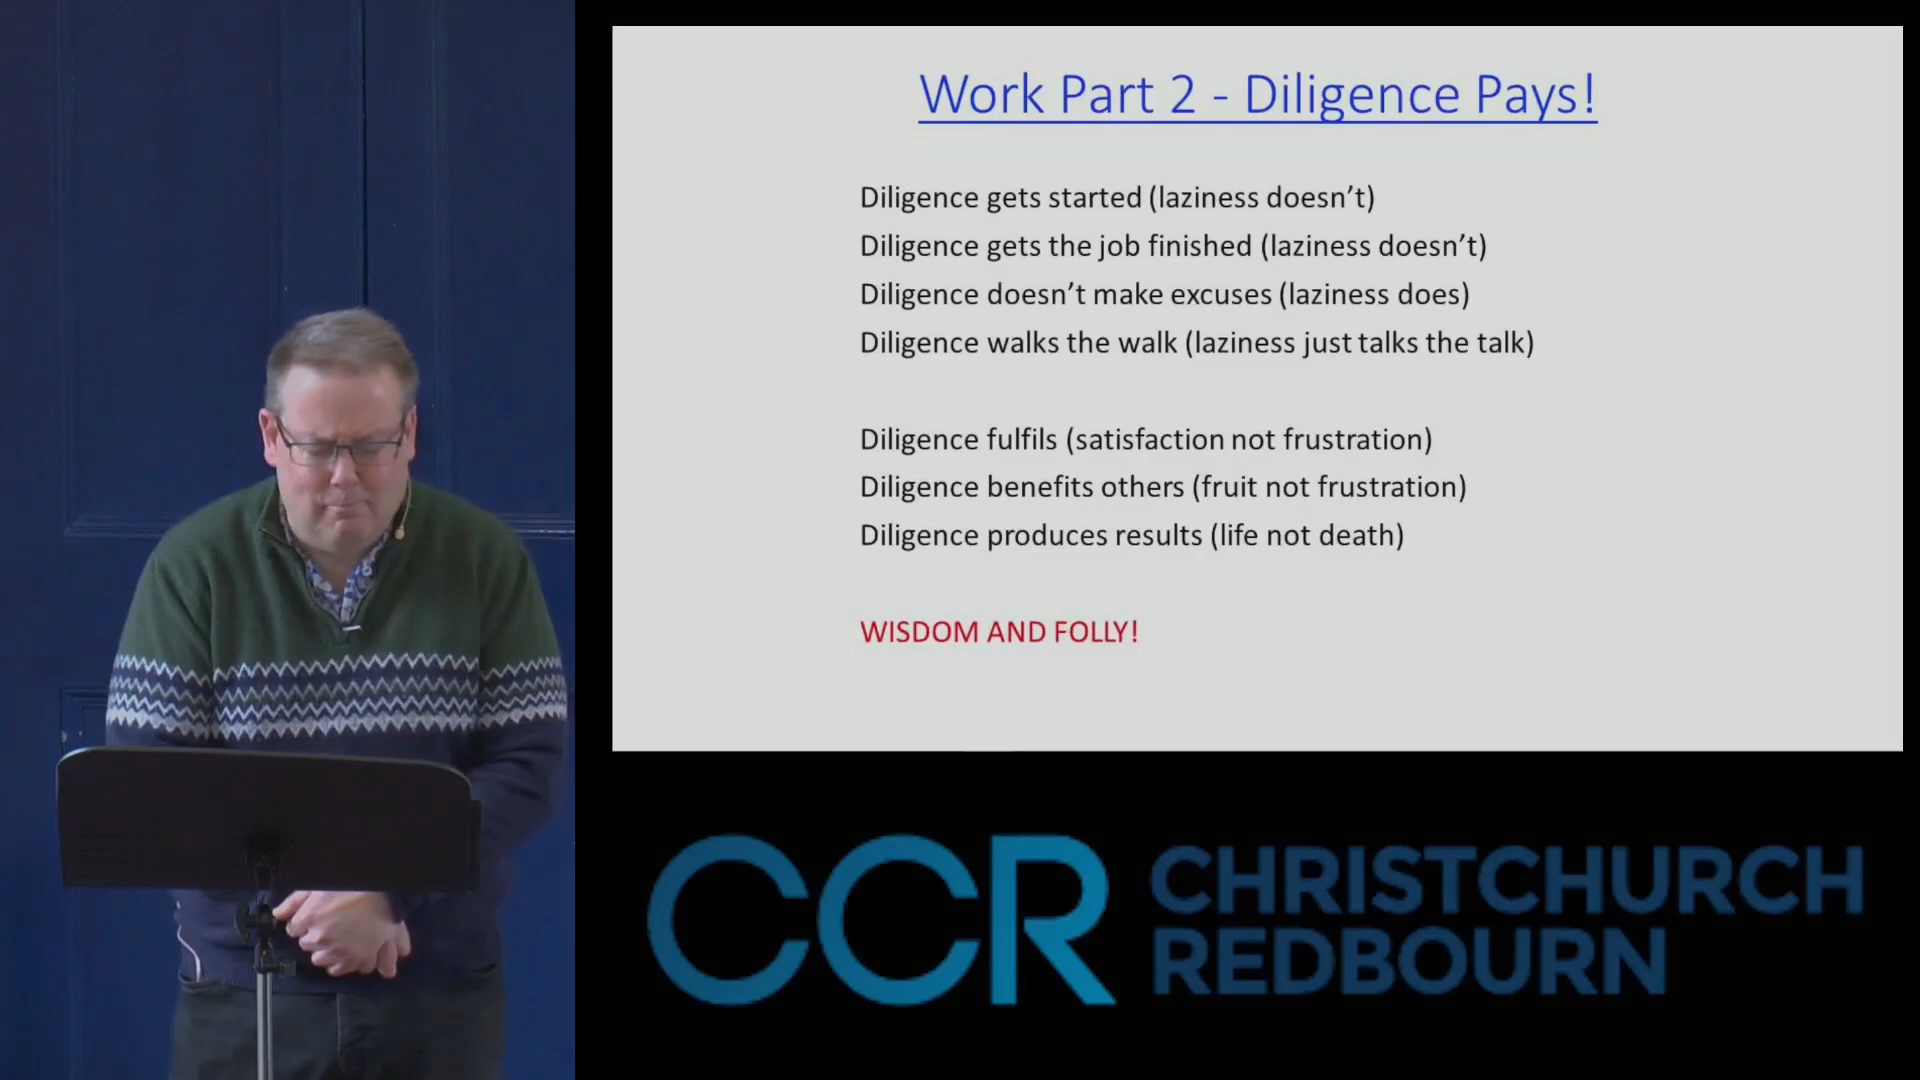 Work Part 2 - Diligence Pays!
Diligence gets started (laziness doesn’t)
Diligence gets the job finished (laziness doesn’t)
Diligence doesn’t make excuses (laziness does)
Diligence walks the walk (laziness just talks the talk)
Diligence fulfils (satisfaction not frustration)
Diligence benefits others (fruit not frustration)
Diligence produces results (life not death)
WISDOM AND FOLLY!
CCR
CHRISTCHURCH
REDBOURN